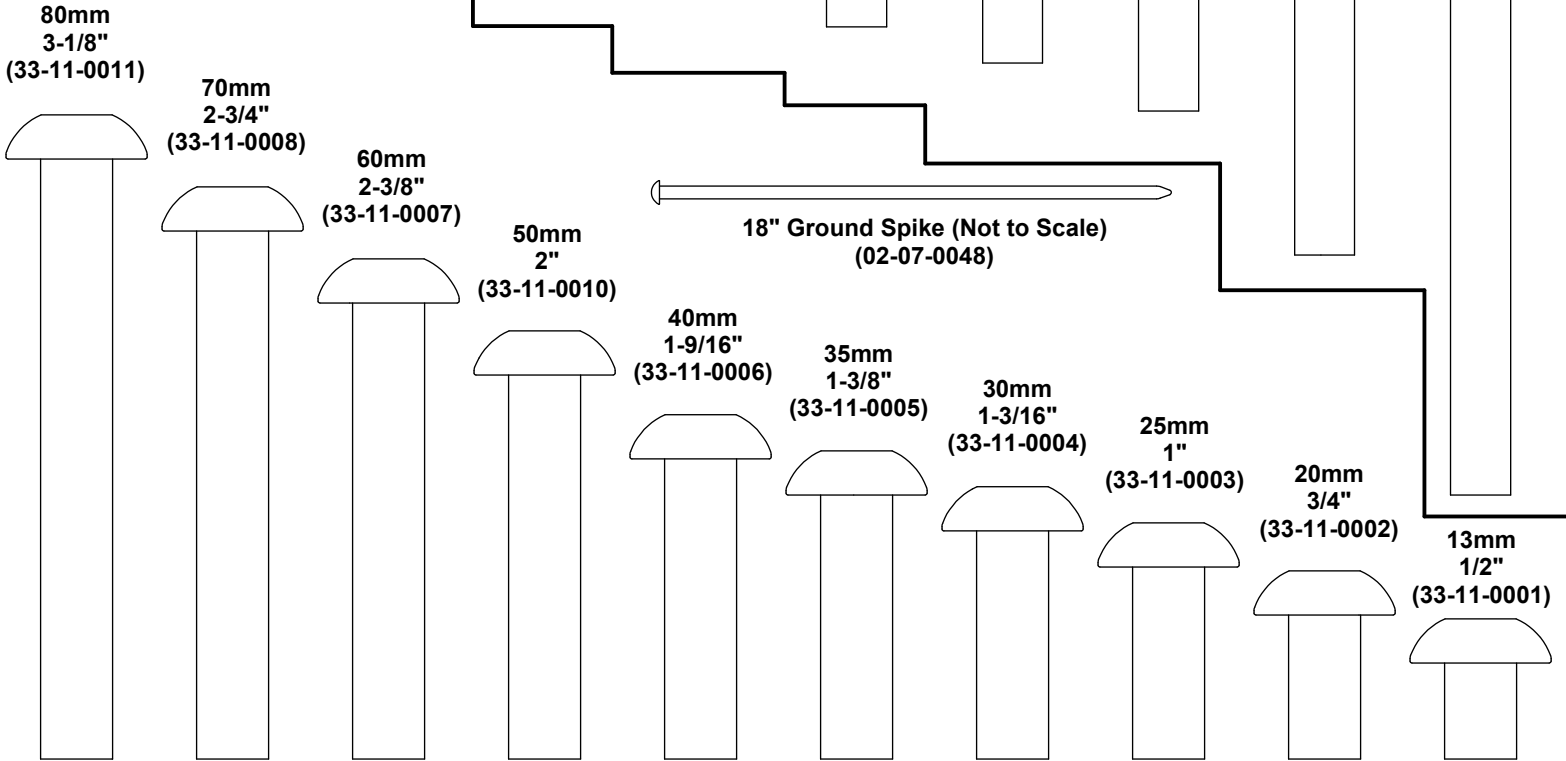 80mm
3-1/8"
(33-11-0011)
70mm
2-3/4"
(33-11-0008)
60mm
2-3/8"
(33-11-0007)
50mm
2"
(33-11-0010)
18" Ground Spike (Not to Scale)
(02-07-0048)
40mm
1-9/16"
(33-11-0006)
35mm
1-3/8"
(33-11-0005)
30mm
1-3/16"
(33-11-0004)
25mm
1"
(33-11-0003)
20mm
3/4"
(33-11-0002)
13mm
1/2"
(33-11-0001)